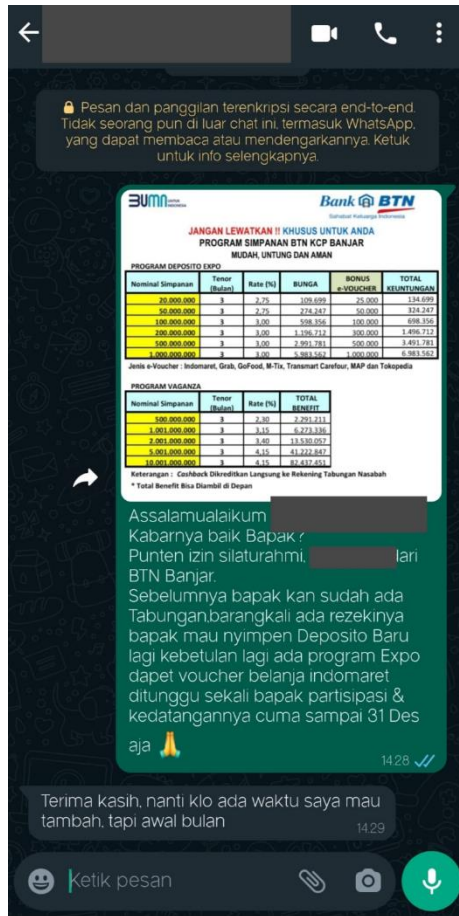 Pesan dan panggilan terenkripsi secara end-to-end.
Tidak seorang pun di luar chat ini, termasuk WhatsApp,
yang dapat membaca atau mendengarkannya. Ketuk
untuk info selengkapnya.
BUMN UNTUK INDONESIA
Bank BTN
Sahabat Keluarga Indonesia
JANGAN LEWATKAN !! KHUSUS UNTUK ANDA
PROGRAM SIMPANAN BTN KCP BANJAR
MUDAH, UNTUNG DAN AMAN
PROGRAM DEPOSITO EXPO
Nominal Simpanan Tenor (Bulan) Rate (%) BUNGA BONUS e-VOUCHER TOTAL KEUNTUNGAN
20.000.000 3 2,75 109.699 25.000 134.699
50.000.000 3 2,75 274.247 50.000 324.247
100.000.000 3 3,00 598.356 100.000 698.356
200.000.000 3 3,00 1.196.712 300.000 1.496.712
500.000.000 3 3,00 2.991.781 500.000 3.491.781
1.000.000.000 3 3,00 5.983.562 1.000.000 6.983.562
Jenis e-Voucher : Indomaret, Grab, GoFood, M-Tix, Transmart Carefour, MAP dan Tokopedia
PROGRAM VAGANZA
Nominal Simpanan Tenor (Bulan) Rate (%) TOTAL BENEFIT
500.000.000 3 2,30 2.291.211
1.001.000.000 3 3,15 6.273.336
2.001.000.000 3 3,40 13.530.057
5.001.000.000 3 4,15 41.222.847
10.001.000.000 3 4,15 82.437.451
Keterangan : Cashback Dikreditkan Langsung ke Rekening Tabungan Nasabah
* Total Benefit Bisa Diambil di Depan
Assalamualaikum
Kabarnya baik Bapak?
Punten izin silaturahmi, dari
BTN Banjar.
Sebelumnya bapak kan sudah ada
Tabungan,barangkali ada rezekinya
bapak mau nyimpen Deposito Baru
lagi kebetulan lagi ada program Expo
dapet voucher belanja indomaret
ditunggu sekali bapak partisipasi &
kedatangannya cuma sampai 31 Des
aja 🙏
14.28
Terima kasih, nanti klo ada waktu saya mau
tambah, tapi awal bulan
14.29
Ketik pesan